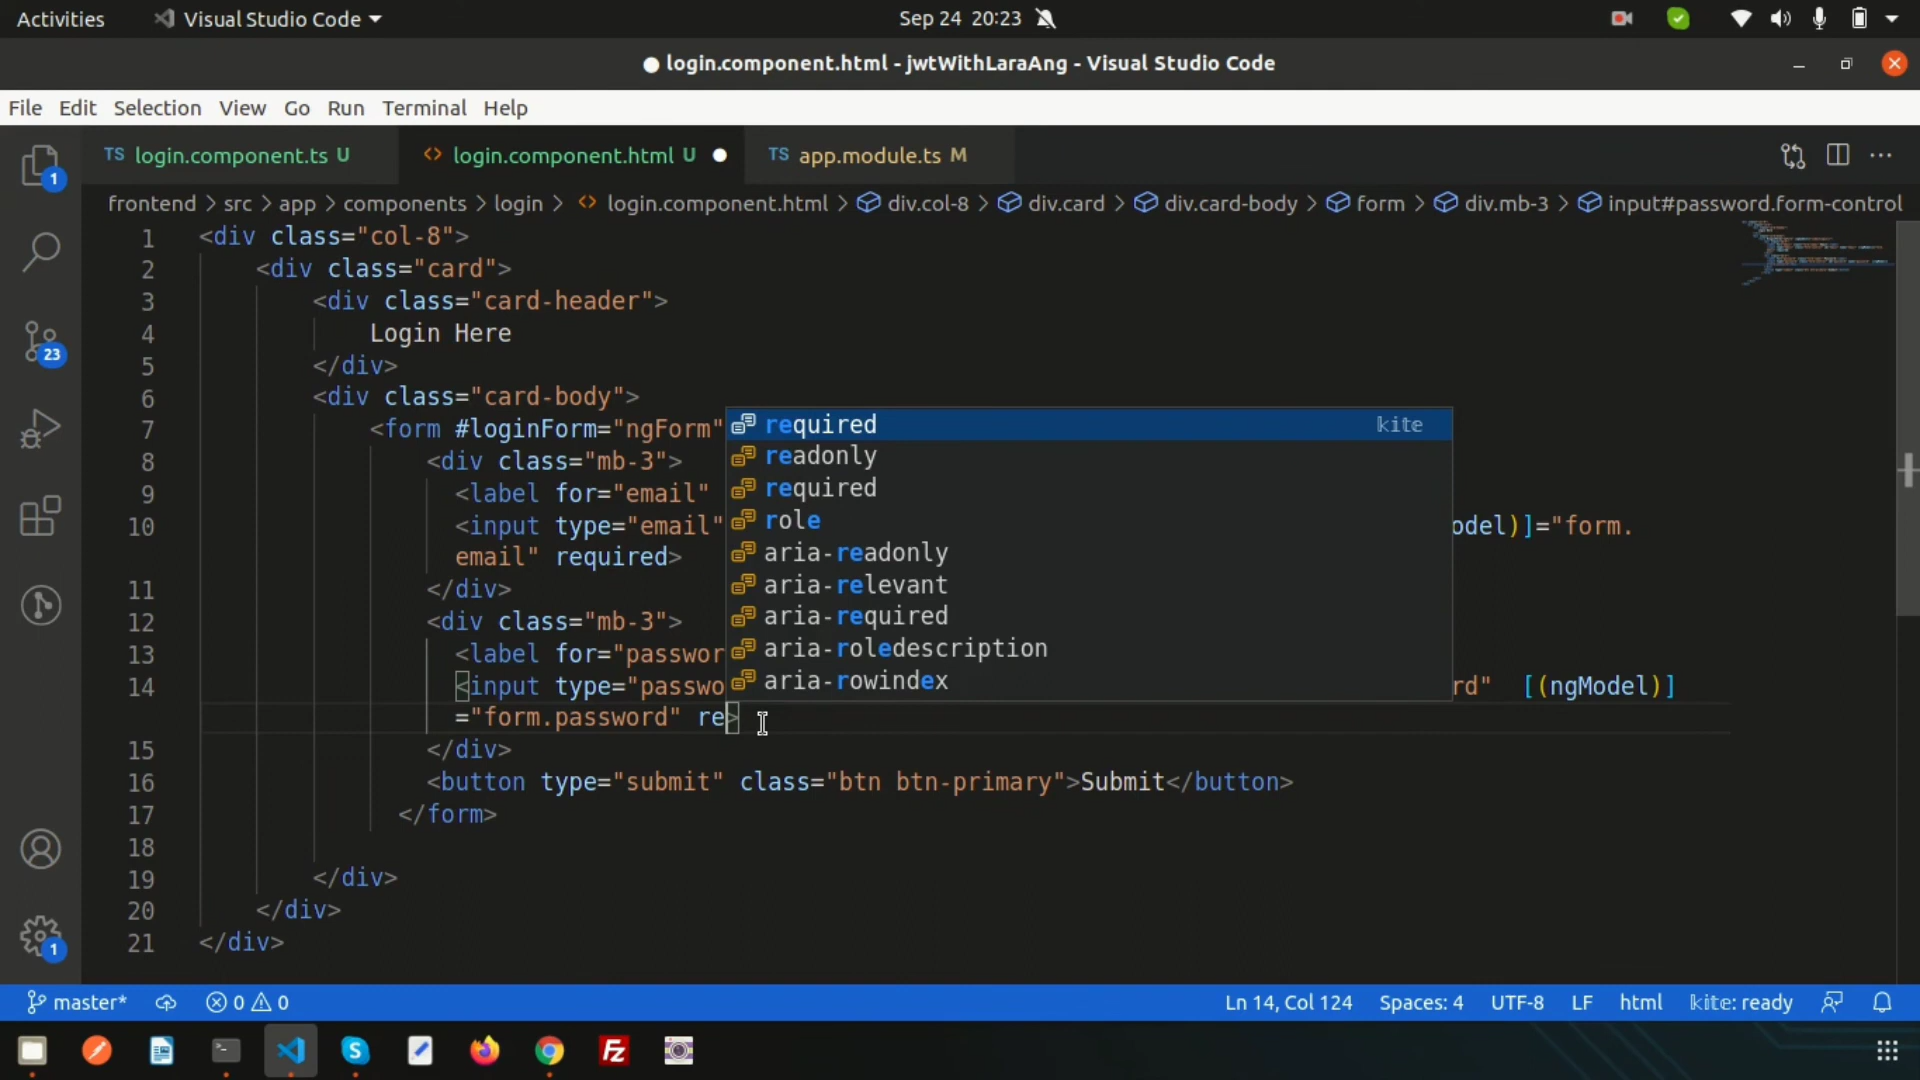 Activities Visual Studio Code Sep 24 20:23
login.component.html - jwtWithLaraAng - Visual Studio Code
File Edit Selection View Go Run Terminal Help
TS login.component.ts U <> login.component.html U TS app.module.ts M
frontend > src > app > components > login > <> login.component.html > div.col-8 > div.card > div.card-body > form > div.mb-3 > input#password.form-control
1 <div class="col-8">
2 <div class="card">
3 <div class="card-header">
4 Login Here
5 </div>
6 <div class="card-body">
7 <form #loginForm="ngForm"
8 <div class="mb-3">
9 <label for="email"
10 <input type="email" odel)]="form.
email" required>
11 </div>
12 <div class="mb-3">
13 <label for="passwor
14 <input type="passwo rd" [(ngModel)]
="form.password" re>
15 </div>
16 <button type="submit" class="btn btn-primary">Submit</button>
17 </form>
18
19 </div>
20 </div>
21 </div>
required kite
readonly
required
role
aria-readonly
aria-relevant
aria-required
aria-roledescription
aria-rowindex
1
23
1
master* 0 0 Ln 14, Col 124 Spaces: 4 UTF-8 LF html kite: ready